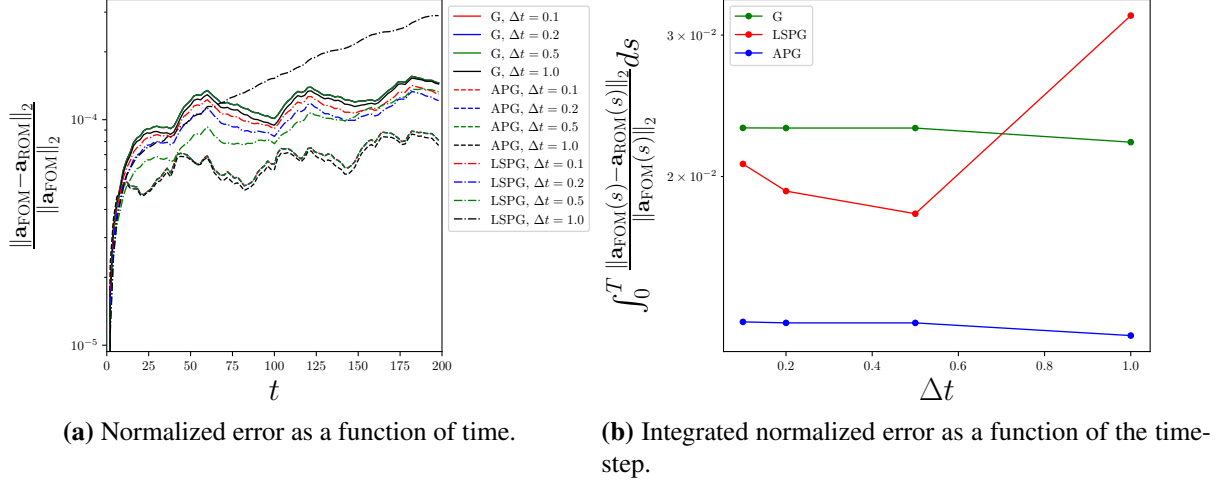 ‖a_FOM−a_ROM‖₂
‖a_FOM‖₂
10⁻⁴
10⁻⁵
0 25 50 75 100 125 150 175 200
t
G, Δt = 0.1
G, Δt = 0.2
G, Δt = 0.5
G, Δt = 1.0
APG, Δt = 0.1
APG, Δt = 0.2
APG, Δt = 0.5
APG, Δt = 1.0
LSPG, Δt = 0.1
LSPG, Δt = 0.2
LSPG, Δt = 0.5
LSPG, Δt = 1.0
(a) Normalized error as a function of time.
∫₀ᵀ ‖a_FOM(s)−a_ROM(s)‖₂ ds
‖a_FOM(s)‖₂
3 × 10⁻²
2 × 10⁻²
G
LSPG
APG
0.2 0.4 0.6 0.8 1.0
Δt
(b) Integrated normalized error as a function of the time-
step.